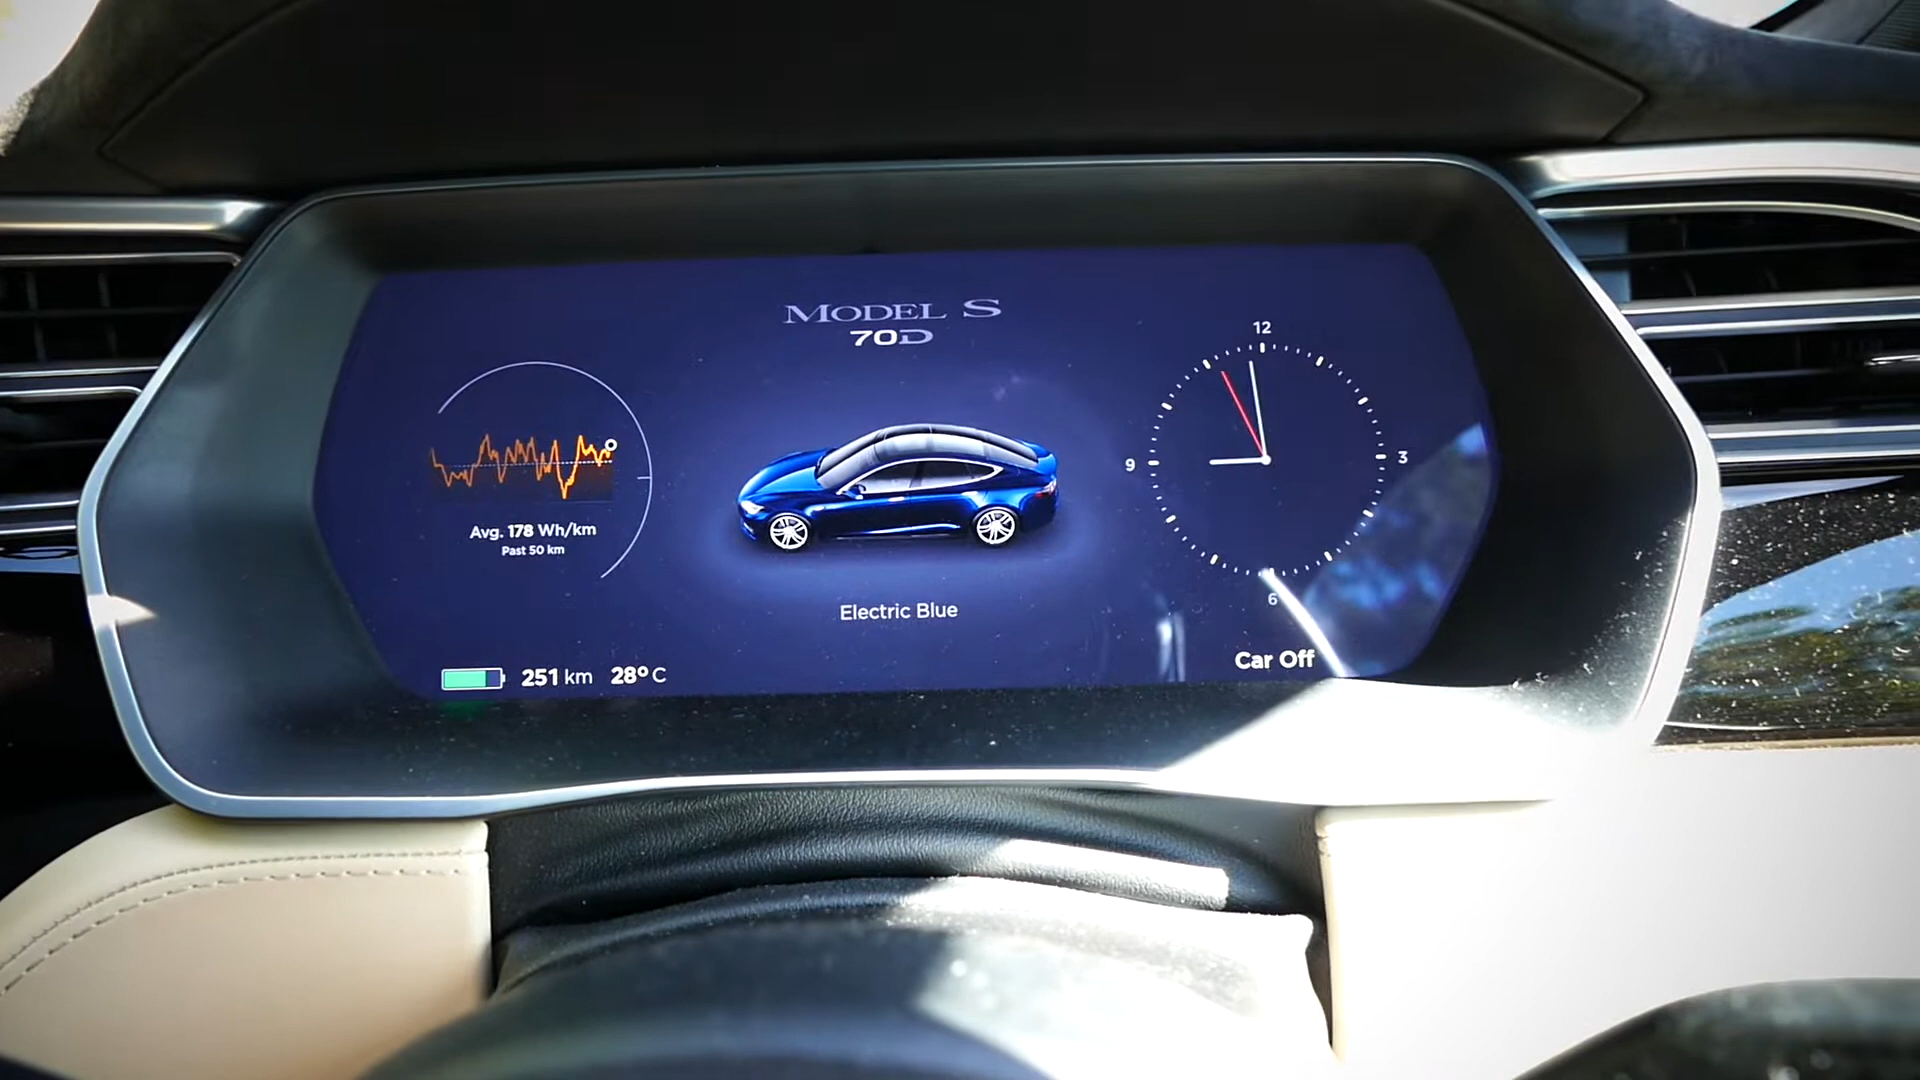 MODEL S
70D
Avg. 178 Wh/km
Past 50 km
Electric Blue
251 km 28° C
12
3
6
9
Car Off